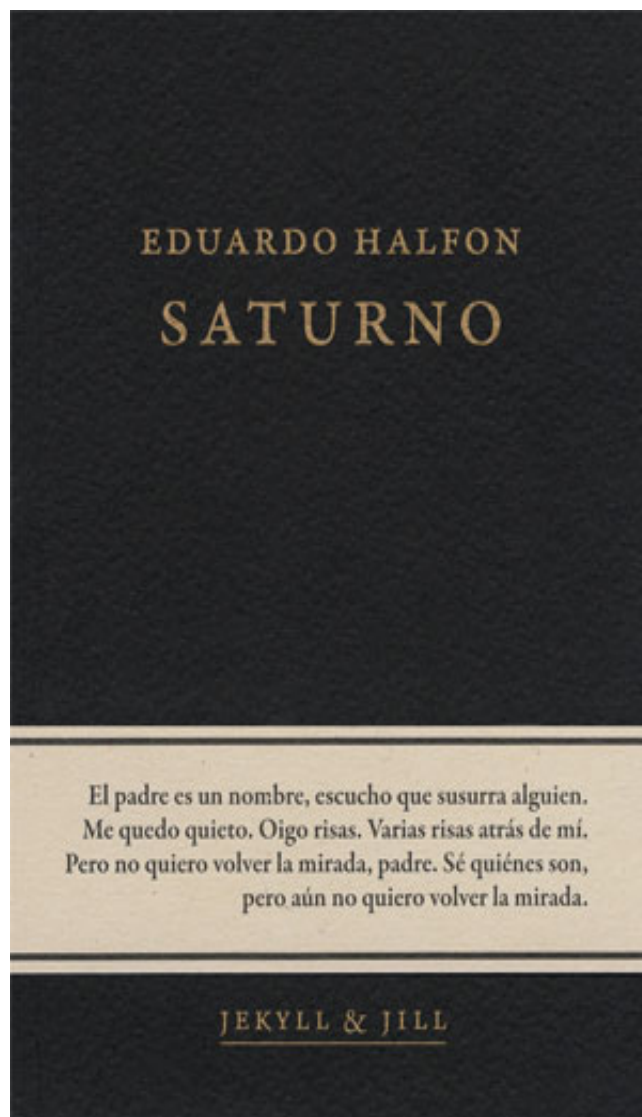 EDUARDO HALFON
SATURNO
El padre es un nombre, escucho que susurra alguien.
Me quedo quieto. Oigo risas. Varias risas atrás de mí.
Pero no quiero volver la mirada, padre. Sé quiénes son,
pero aún no quiero volver la mirada.
JEKYLL & JILL